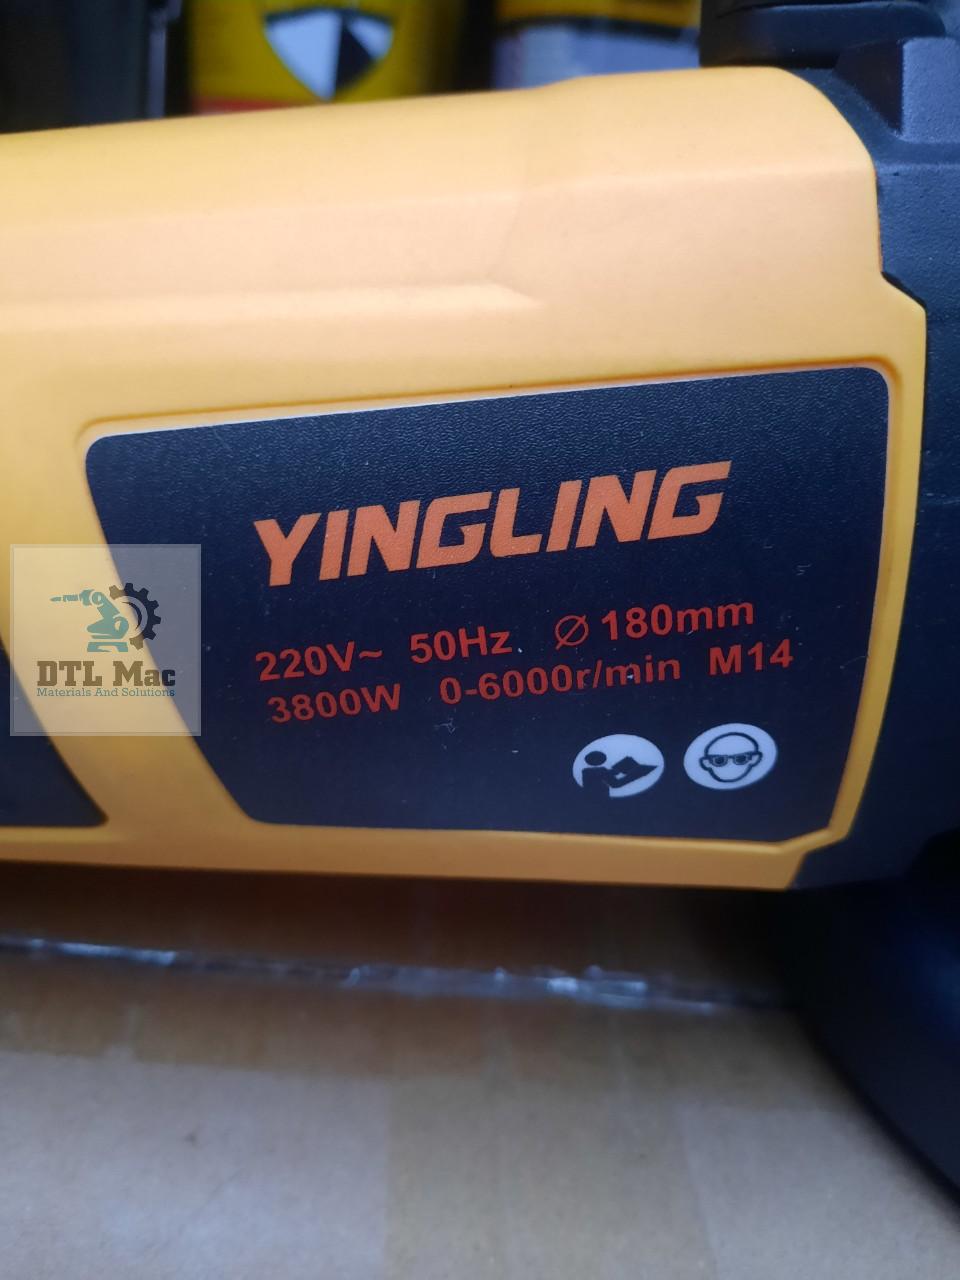 YINGLING
220V~ 50Hz ∅ 180mm
3800W 0-6000r/min M14
DTL Mac
Materials And Solutions